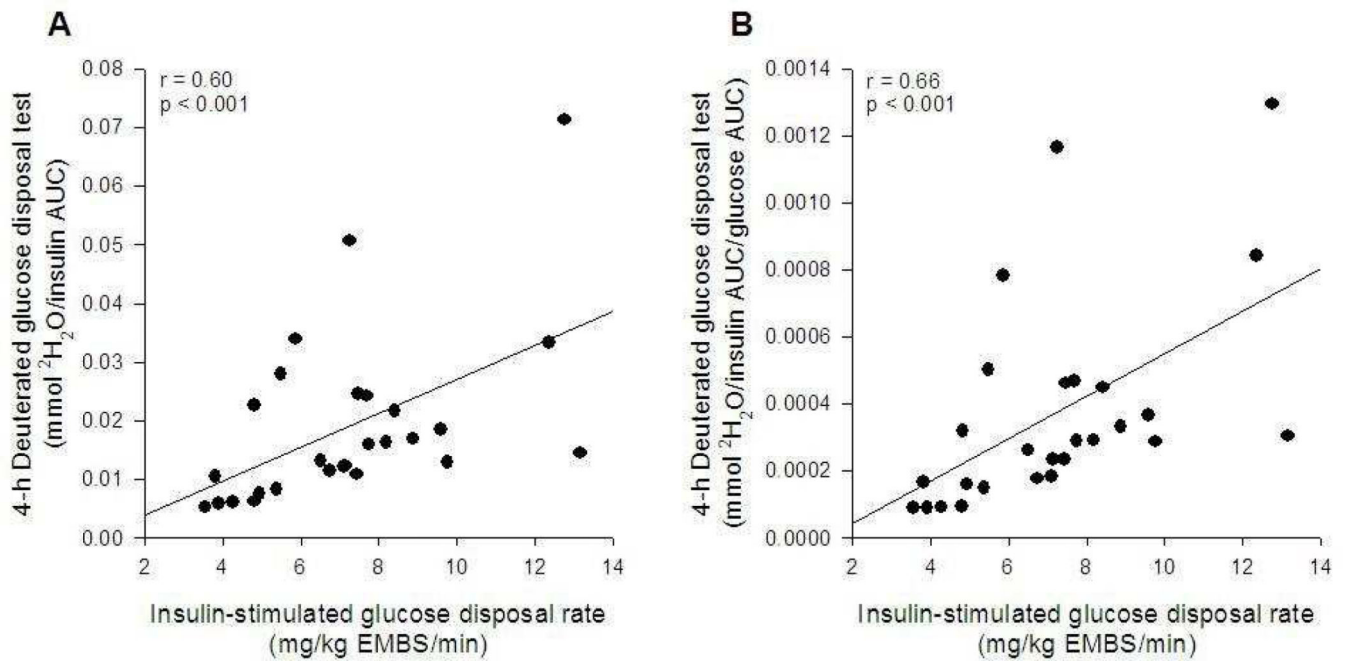 A
4-h Deuterated glucose disposal test
(mmol ²H₂O/insulin AUC)
r = 0.60
p < 0.001
0.08
0.07
0.06
0.05
0.04
0.03
0.02
0.01
0.00
2 4 6 8 10 12 14
Insulin-stimulated glucose disposal rate
(mg/kg EMBS/min)
B
4-h Deuterated glucose disposal test
(mmol ²H₂O/insulin AUC/glucose AUC)
r = 0.66
p < 0.001
0.0014
0.0012
0.0010
0.0008
0.0006
0.0004
0.0002
0.0000
2 4 6 8 10 12 14
Insulin-stimulated glucose disposal rate
(mg/kg EMBS/min)